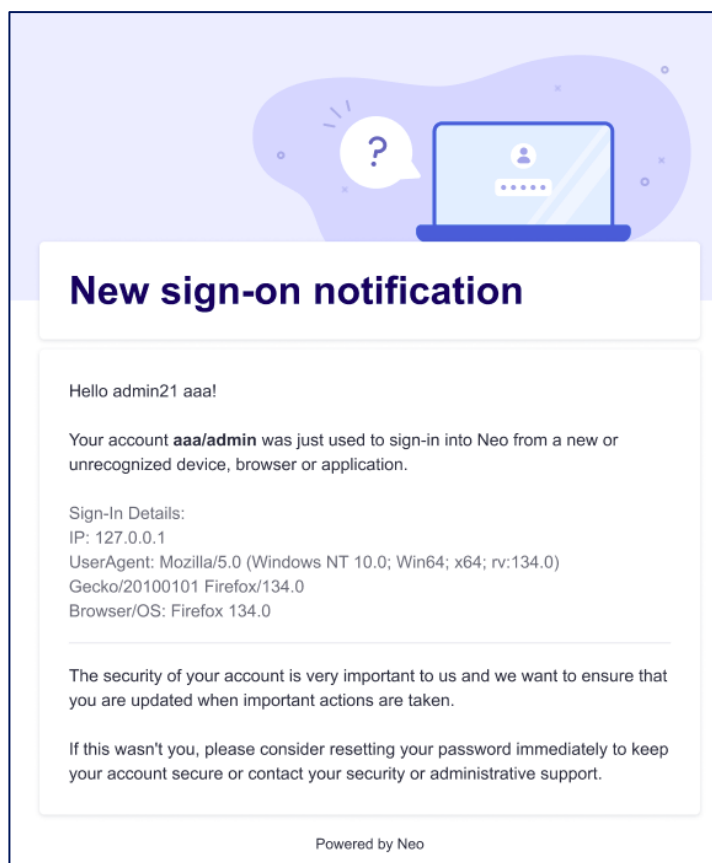 ?
New sign-on notification
Hello admin21 aaa!
Your account aaa/admin was just used to sign-in into Neo from a new or
unrecognized device, browser or application.
Sign-In Details:
IP: 127.0.0.1
UserAgent: Mozilla/5.0 (Windows NT 10.0; Win64; x64; rv:134.0)
Gecko/20100101 Firefox/134.0
Browser/OS: Firefox 134.0
The security of your account is very important to us and we want to ensure that
you are updated when important actions are taken.
If this wasn't you, please consider resetting your password immediately to keep
your account secure or contact your security or administrative support.
Powered by Neo